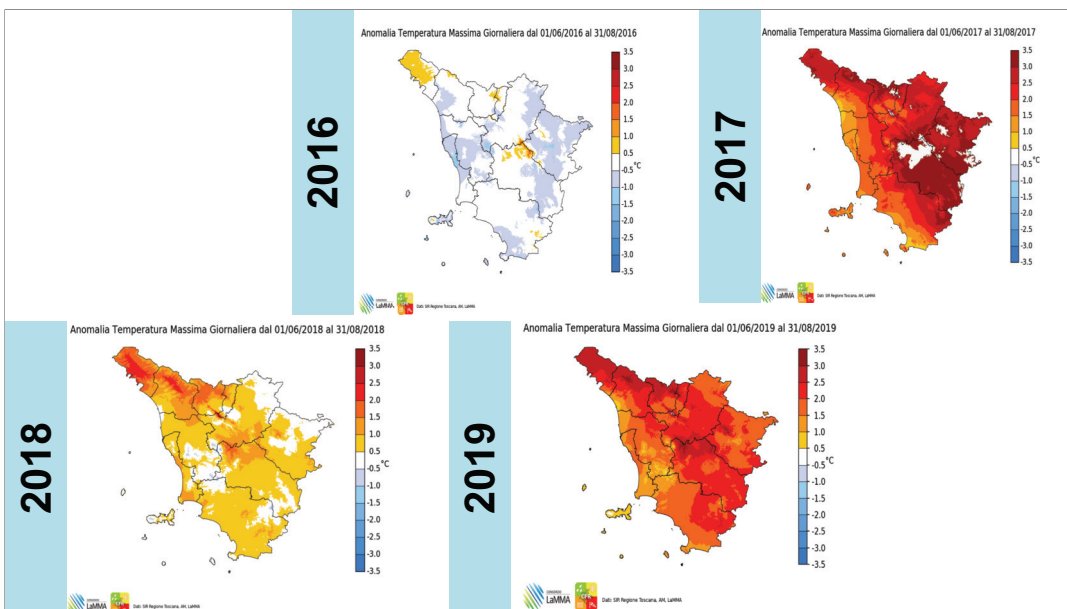 2016
Anomalia Temperatura Massima Giornaliera dal 01/06/2016 al 31/08/2016
3.5
3.0
2.5
2.0
1.5
1.0
0.5
°C
-0.5
-1.0
-1.5
-2.0
-2.5
-3.0
-3.5
CONSORZIO
LaMMA
CFR
Dati: SIR Regione Toscana, AM, LaMMA
2017
Anomalia Temperatura Massima Giornaliera dal 01/06/2017 al 31/08/2017
3.5
3.0
2.5
2.0
1.5
1.0
0.5
°C
-0.5
-1.0
-1.5
-2.0
-2.5
-3.0
-3.5
CONSORZIO
LaMMA
CFR
Dati: SIR Regione Toscana, AM, LaMMA
2018
Anomalia Temperatura Massima Giornaliera dal 01/06/2018 al 31/08/2018
3.5
3.0
2.5
2.0
1.5
1.0
0.5
°C
-0.5
-1.0
-1.5
-2.0
-2.5
-3.0
-3.5
CONSORZIO
LaMMA
CFR
Dati: SIR Regione Toscana, AM, LaMMA
2019
Anomalia Temperatura Massima Giornaliera dal 01/06/2019 al 31/08/2019
3.5
3.0
2.5
2.0
1.5
1.0
0.5
°C
-0.5
-1.0
-1.5
-2.0
-2.5
-3.0
-3.5
CONSORZIO
LaMMA
CFR
Dati: SIR Regione Toscana, AM, LaMMA